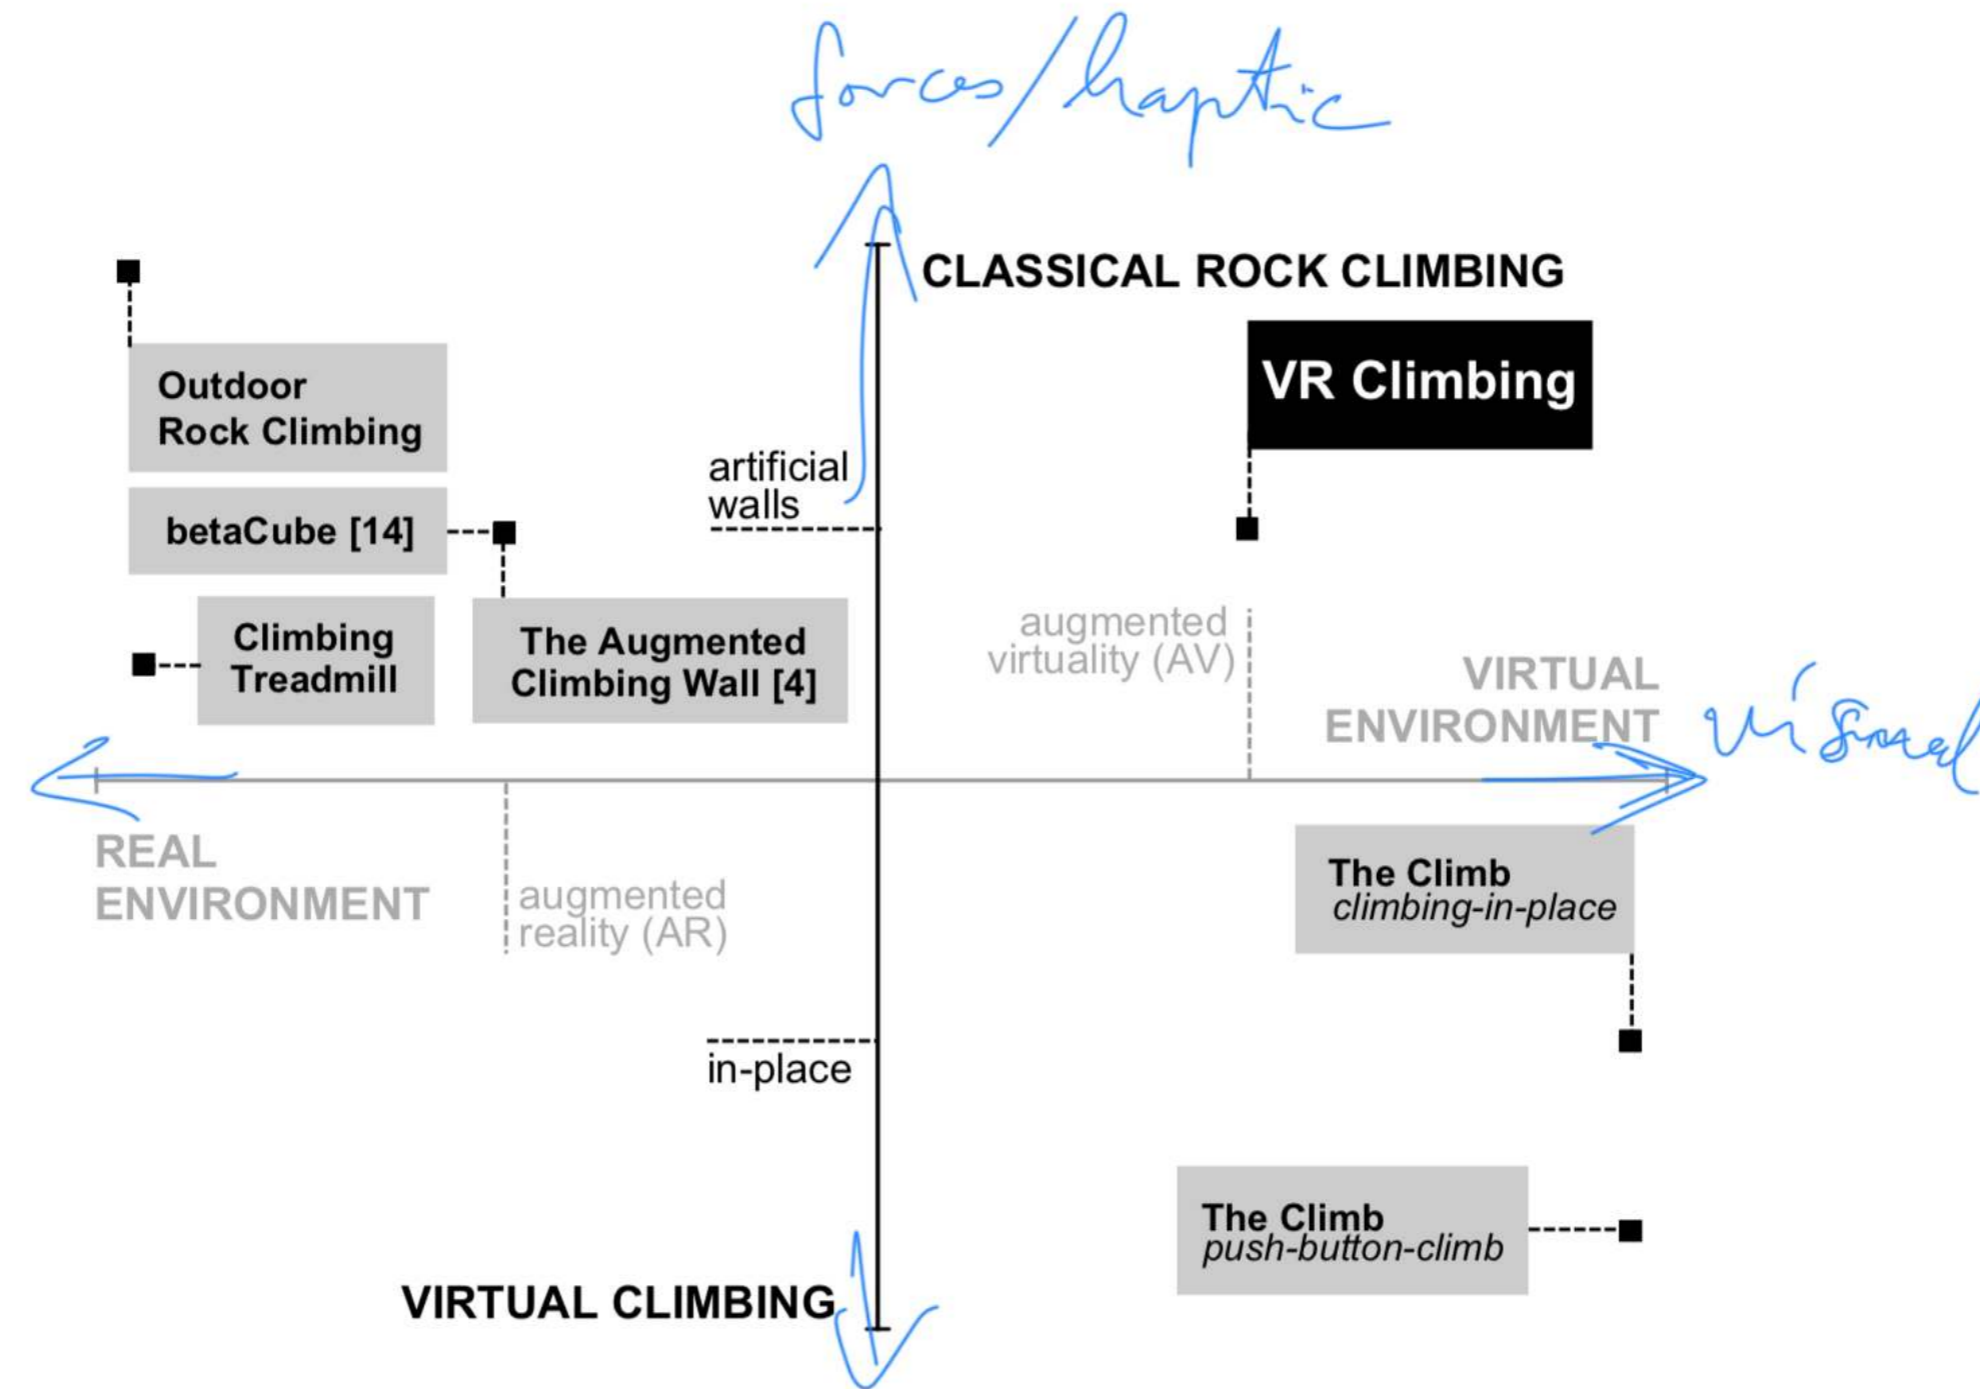 forces/haptic
CLASSICAL ROCK CLIMBING
VR Climbing
Outdoor
Rock Climbing
artificial
walls
betaCube [14]
Climbing
Treadmill
The Augmented
Climbing Wall [4]
augmented
virtuality (AV)
VIRTUAL
ENVIRONMENT
visual
REAL
ENVIRONMENT
augmented
reality (AR)
The Climb
climbing-in-place
in-place
The Climb
push-button-climb
VIRTUAL CLIMBING